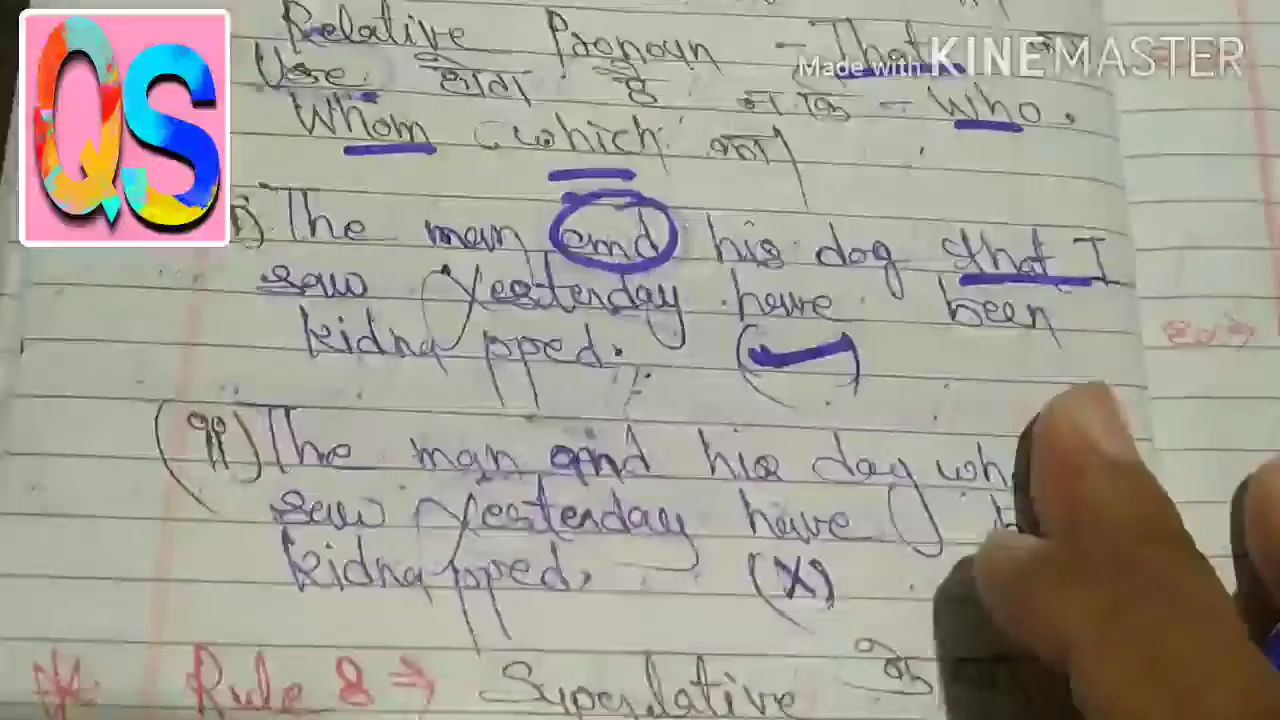 QS
Relative Pronoun - That का
Made with KINEMASTER
Use होता है न कि - Who,
Whom, which का
i) The man and his dog that I
saw yesterday have been
kidnapped.
(ii) The man and his dog wh
saw yesterday have
kidnapped. (X)
Rule 8 ⇒ Superlative के